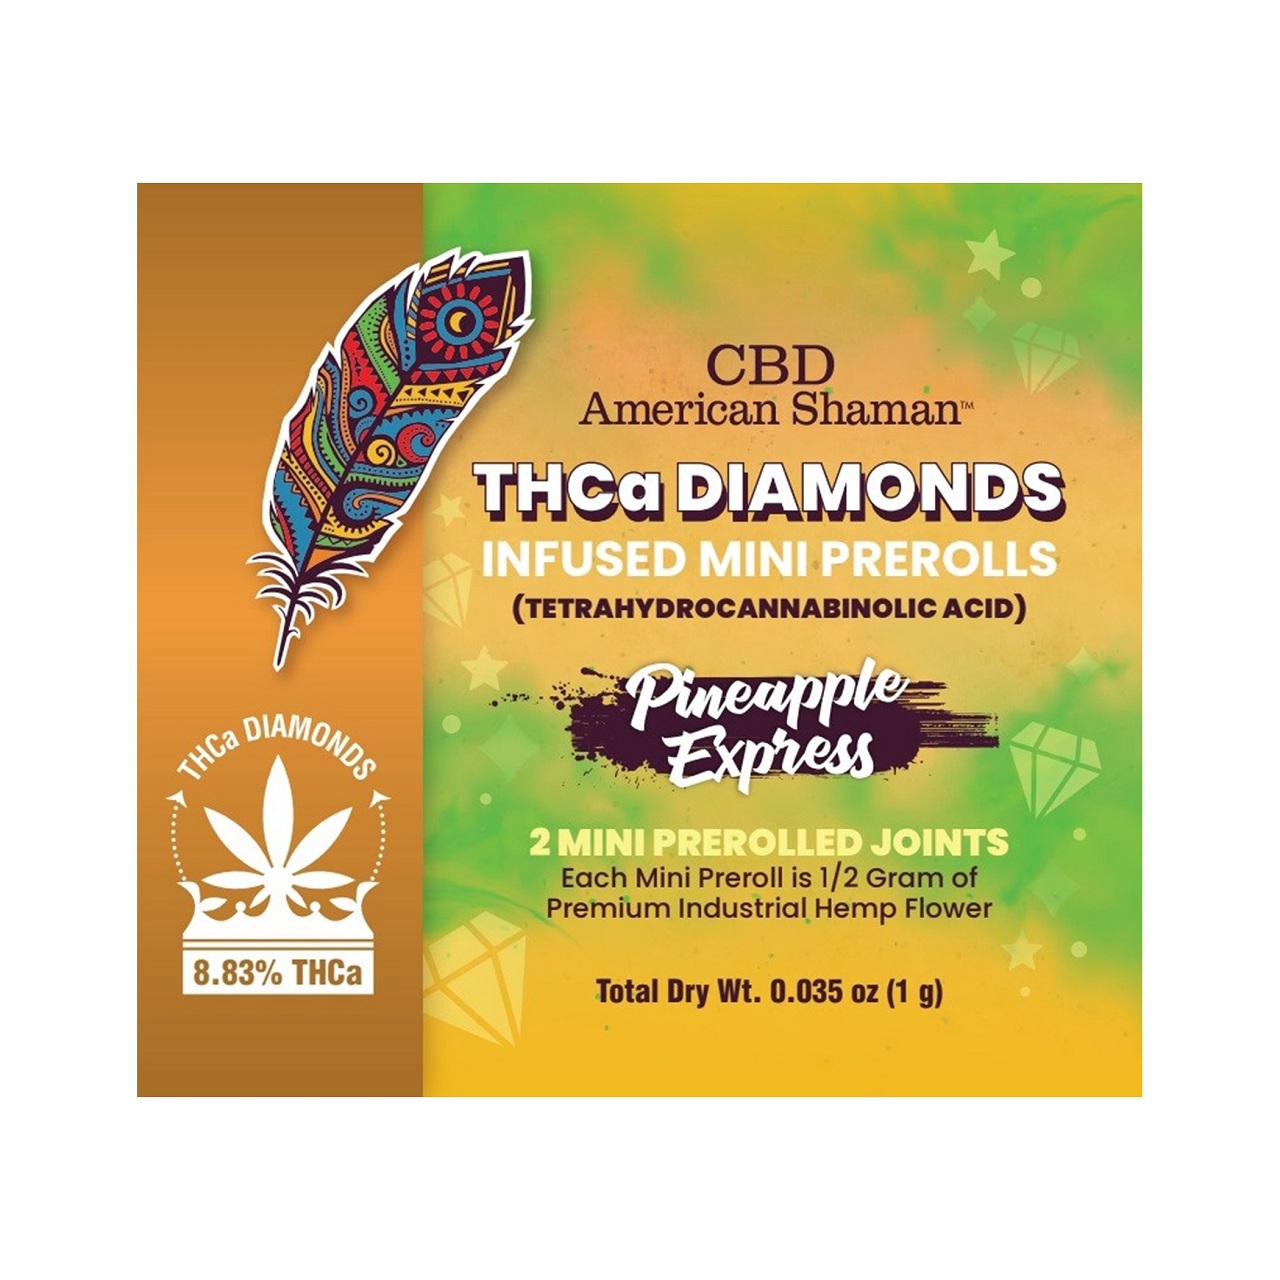 CBD
American Shaman™
THCa DIAMONDS
INFUSED MINI PREROLLS
(TETRAHYDROCANNABINOLIC ACID)
Pineapple
Express
2 MINI PREROLLED JOINTS
Each Mini Preroll is 1/2 Gram of
Premium Industrial Hemp Flower
Total Dry Wt. 0.035 oz (1 g)
THCa DIAMONDS
8.83% THCa